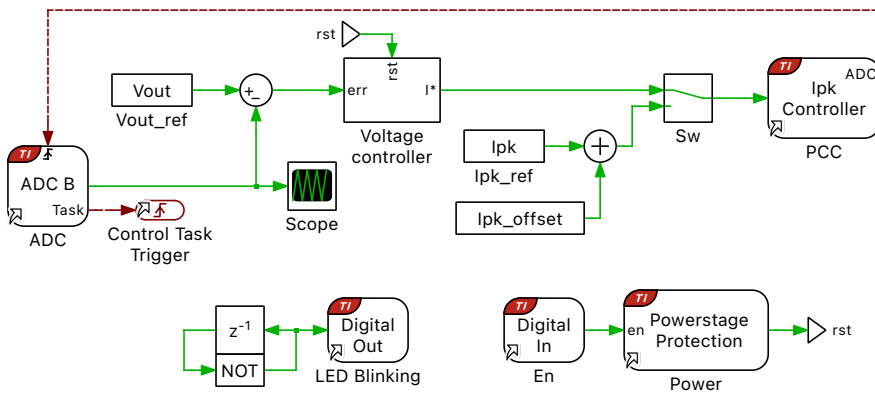 rst
TI
ADC
Vout
Vout_ref
+
−
rst
err
I*
Voltage
controller
Sw
Ipk
Controller
PCC
Ipk
Ipk_ref
+
Ipk_offset
TI
ADC B
Task
ADC
Control Task
Trigger
Scope
z-1
NOT
TI
Digital
Out
LED Blinking
TI
Digital
In
En
TI
en
Powerstage
Protection
Power
rst